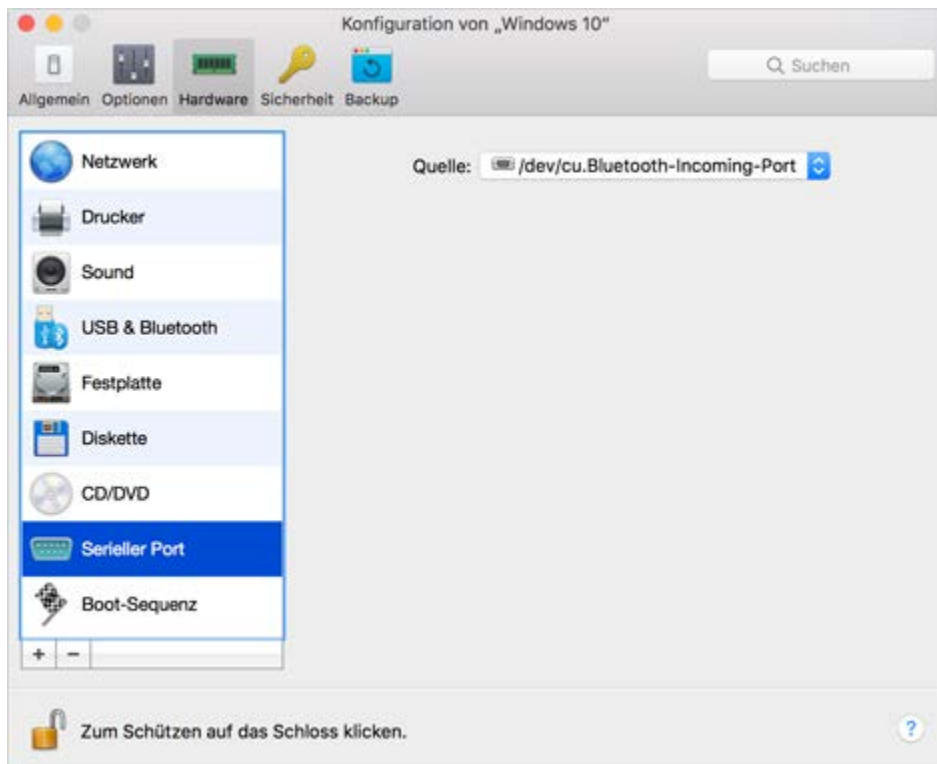 Konfiguration von „Windows 10“
Suchen
Allgemein Optionen Hardware Sicherheit Backup
Netzwerk
Quelle: /dev/cu.Bluetooth-Incoming-Port
Drucker
Sound
USB & Bluetooth
Festplatte
Diskette
CD/DVD
Serieller Port
Boot-Sequenz
+ −
Zum Schützen auf das Schloss klicken.
?